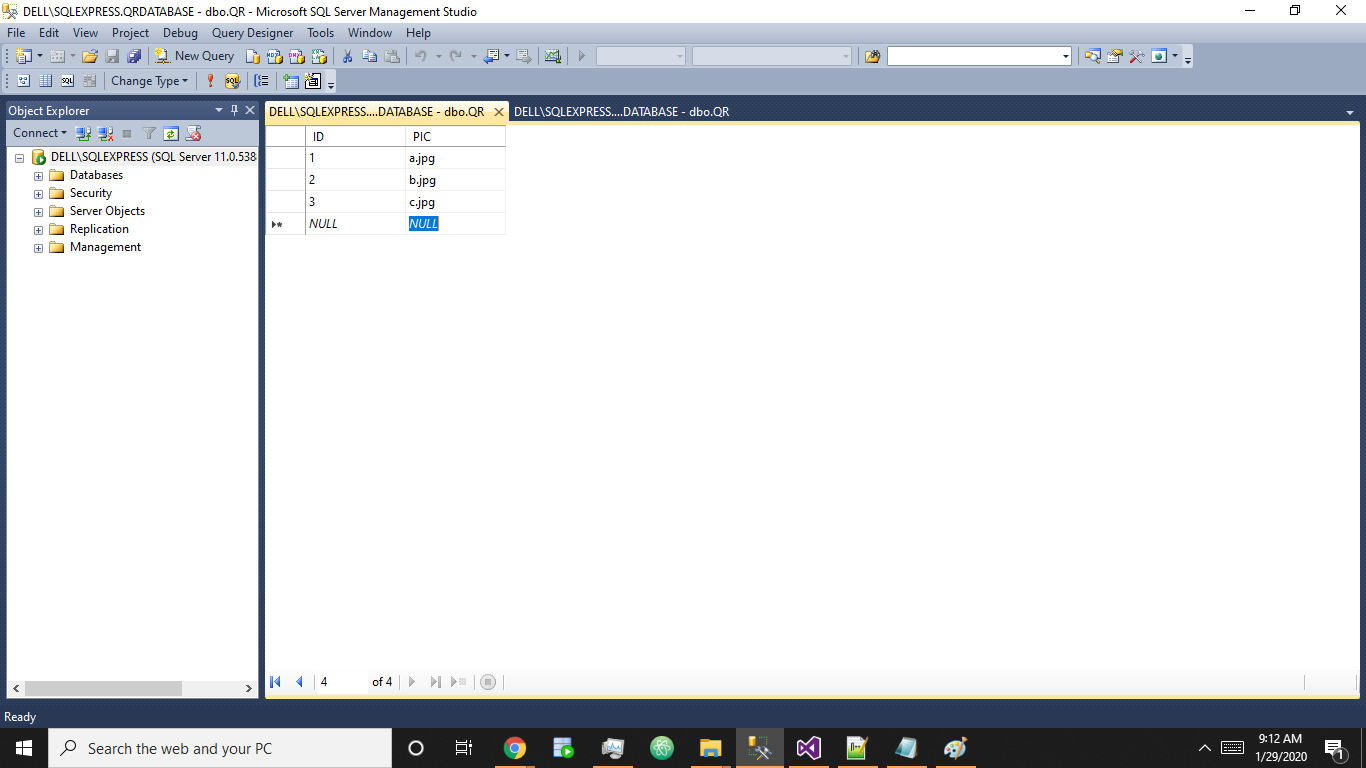 DELL\SQLEXPRESS.QRDATABASE - dbo.QR - Microsoft SQL Server Management Studio
File Edit View Project Debug Query Designer Tools Window Help
New Query
Change Type
Object Explorer
Connect
DELL\SQLEXPRESS (SQL Server 11.0.538
Databases
Security
Server Objects
Replication
Management
DELL\SQLEXPRESS....DATABASE - dbo.QR DELL\SQLEXPRESS....DATABASE - dbo.QR
ID PIC
1 a.jpg
2 b.jpg
3 c.jpg
NULL NULL
4 of 4
Ready
Search the web and your PC
9:12 AM
1/29/2020
1